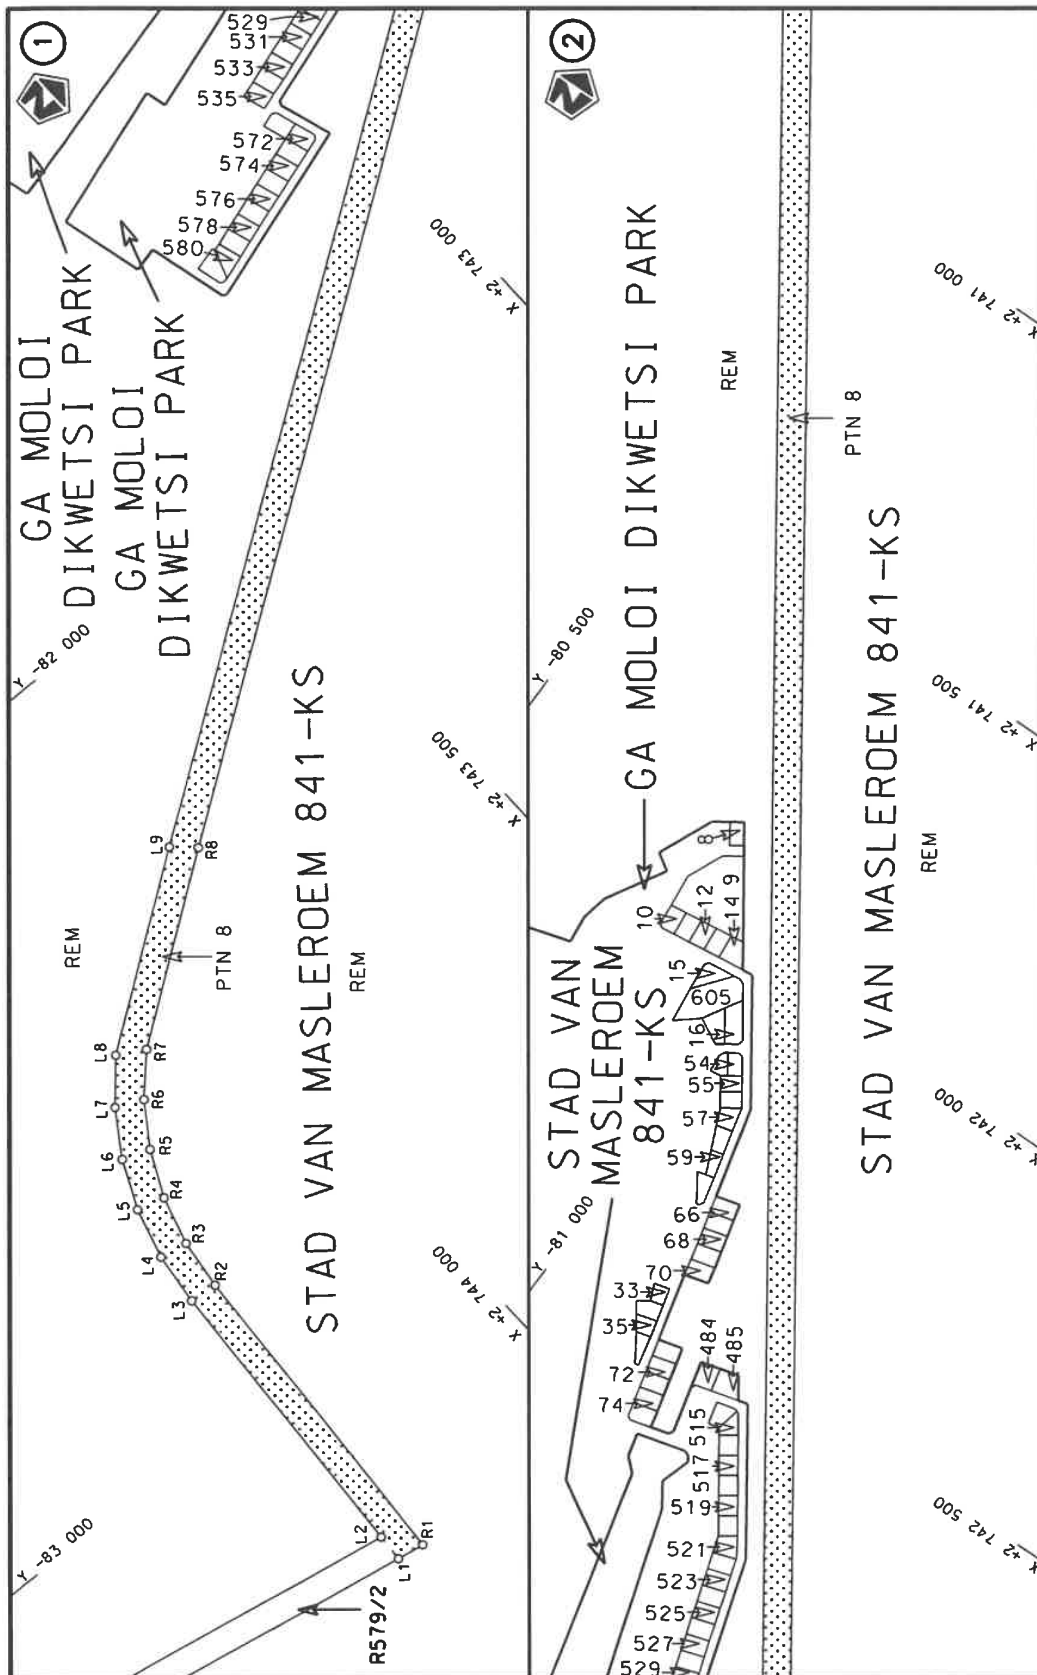 1
N
529
531
533
535
572
574
576
578
580
GA MOLOI
DIKWETSI PARK
GA MOLOI
DIKWETSI PARK
X +2 743 000
Y -82 000
STAD VAN MASLEROEM 841-KS
REM
REM
X +2 743 500
L9
R8
PTN 8
L8
R7
L7
R6
L6
R5
L5
R4
L4
R3
L3
R2
X +2 744 000
L2
L1
R1
Y -83 000
R579/2
2
N
GA MOLOI DIKWETSI PARK
REM
X +2 741 000
PTN 8
Y -80 500
STAD VAN MASLEROEM 841-KS
REM
X +2 741 500
8
9
10
12
14
15
605
16
54
55
57
59
STAD VAN
MASLEROEM
841-KS
X +2 742 000
Y -81 000
66
68
70
33
35
72
74
484
485
515
517
519
521
523
525
527
529
X +2 742 500